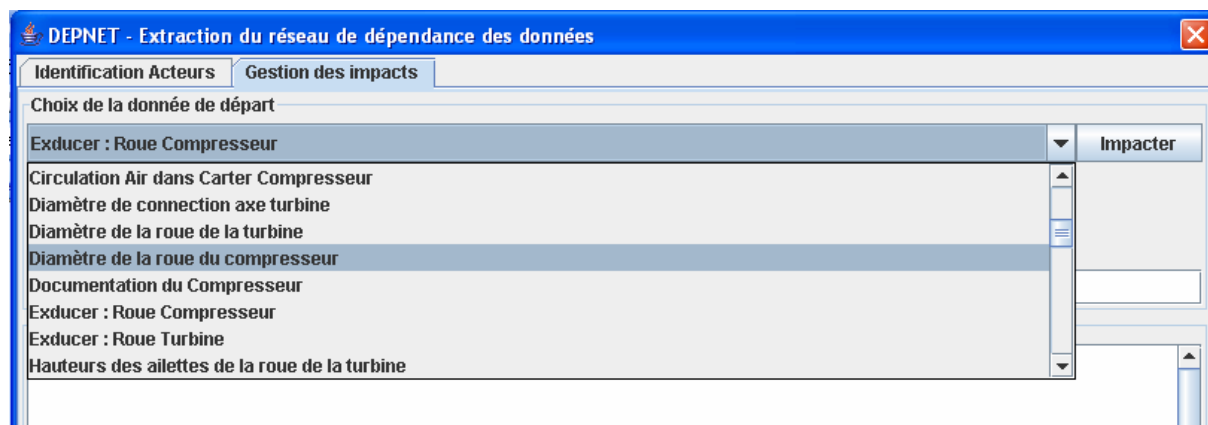 DEPNET - Extraction du réseau de dépendance des données
Identification Acteurs Gestion des impacts
Choix de la donnée de départ
Exducer : Roue Compresseur Impacter
Circulation Air dans Carter Compresseur
Diamètre de connection axe turbine
Diamètre de la roue de la turbine
Diamètre de la roue du compresseur
Documentation du Compresseur
Exducer : Roue Compresseur
Exducer : Roue Turbine
Hauteurs des ailettes de la roue de la turbine